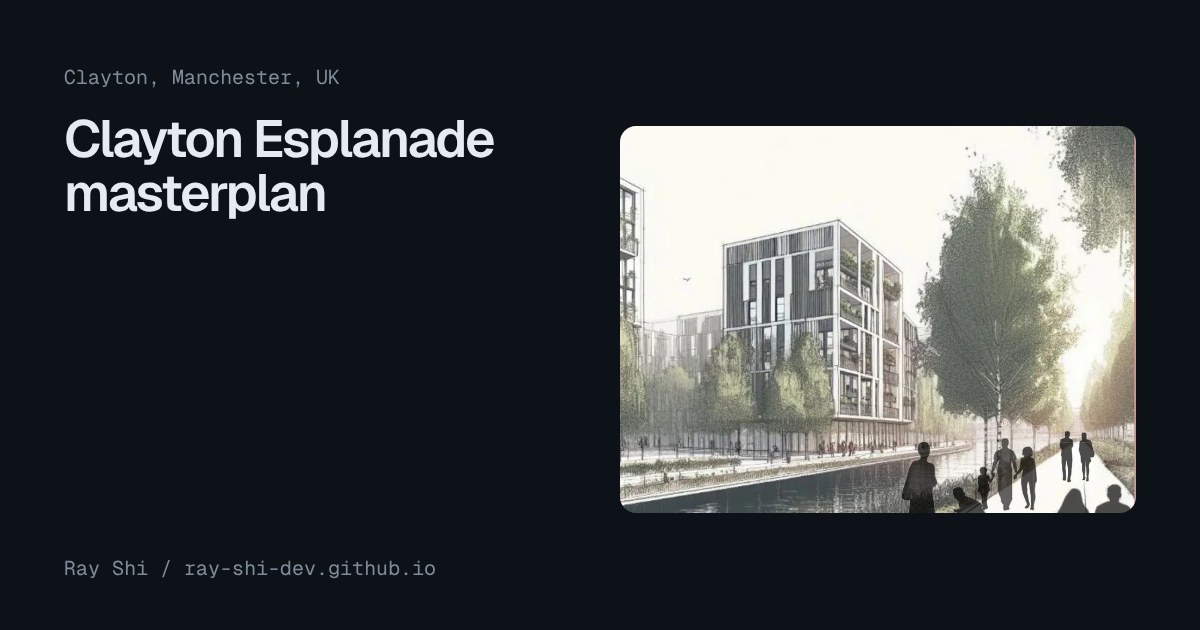 Clayton, Manchester, UK
Clayton Esplanade
masterplan
Ray Shi / ray-shi-dev.github.io